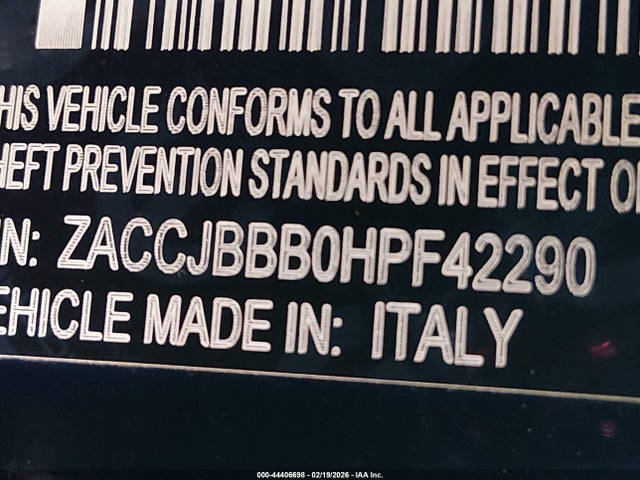 HIS VEHICLE CONFORMS TO ALL APPLICABLE
HEFT PREVENTION STANDARDS IN EFFECT O
IN: ZACCJBBB0HPF42290
EHICLE MADE IN: ITALY
000-44406698 - 02/19/2026 - IAA Inc.